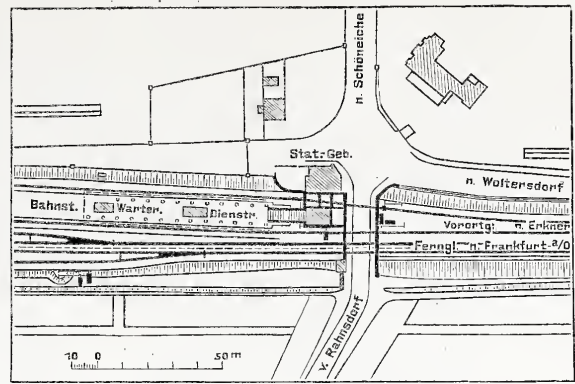 n. Schöneiche
Stat.-Geb.
n. Woltersdorf
Bahnst.
Warter.
Dienstr.
Vorortgl. n. Erkner
Ferngl. n. Frankfurt a/O
v. Rahnsdorf
10 0 50 m